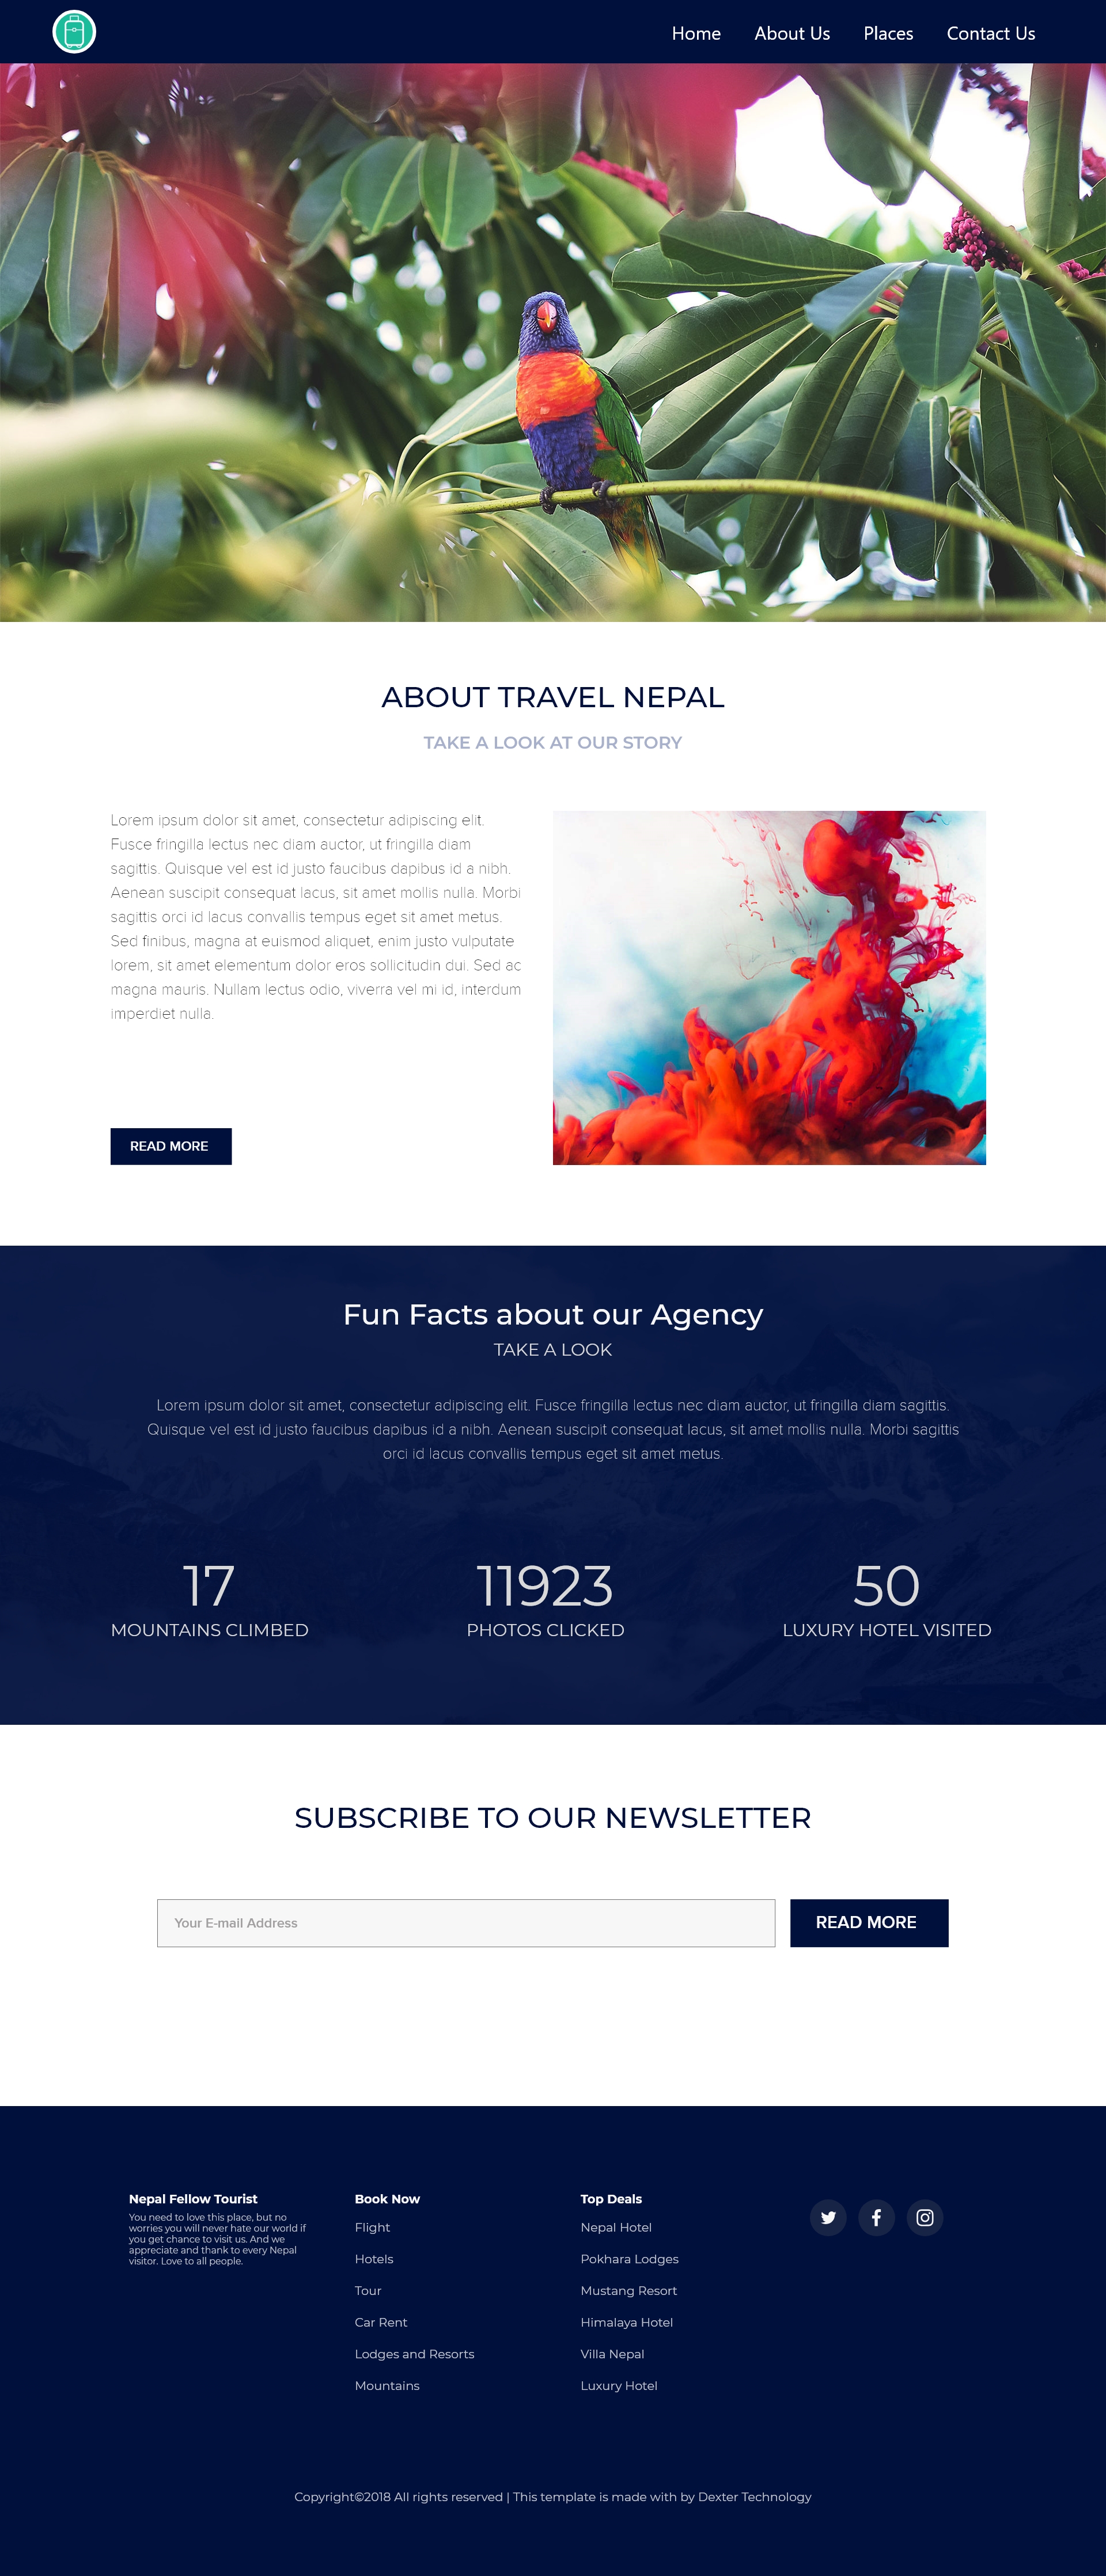 Home About Us Places Contact Us
ABOUT TRAVEL NEPAL
TAKE A LOOK AT OUR STORY
Lorem ipsum dolor sit amet, consectetur adipiscing elit.
Fusce fringilla lectus nec diam auctor, ut fringilla diam
sagittis. Quisque vel est id justo faucibus dapibus id a nibh.
Aenean suscipit consequat lacus, sit amet mollis nulla. Morbi
sagittis orci id lacus convallis tempus eget sit amet metus.
Sed finibus, magna at euismod aliquet, enim justo vulputate
lorem, sit amet elementum dolor eros sollicitudin dui. Sed ac
magna mauris. Nullam lectus odio, viverra vel mi id, interdum
imperdiet nulla.
READ MORE
Fun Facts about our Agency
TAKE A LOOK
Lorem ipsum dolor sit amet, consectetur adipiscing elit. Fusce fringilla lectus nec diam auctor, ut fringilla diam sagittis.
Quisque vel est id justo faucibus dapibus id a nibh. Aenean suscipit consequat lacus, sit amet mollis nulla. Morbi sagittis
orci id lacus convallis tempus eget sit amet metus.
17
MOUNTAINS CLIMBED
11923
PHOTOS CLICKED
50
LUXURY HOTEL VISITED
SUBSCRIBE TO OUR NEWSLETTER
Your E-mail Address
READ MORE
Nepal Fellow Tourist
You need to love this place, but no
worries you will never hate our world if
you get chance to visit us. And we
appreciate and thank to every Nepal
visitor. Love to all people.
Book Now
Flight
Hotels
Tour
Car Rent
Lodges and Resorts
Mountains
Top Deals
Nepal Hotel
Pokhara Lodges
Mustang Resort
Himalaya Hotel
Villa Nepal
Luxury Hotel
Copyright©2018 All rights reserved | This template is made with by Dexter Technology